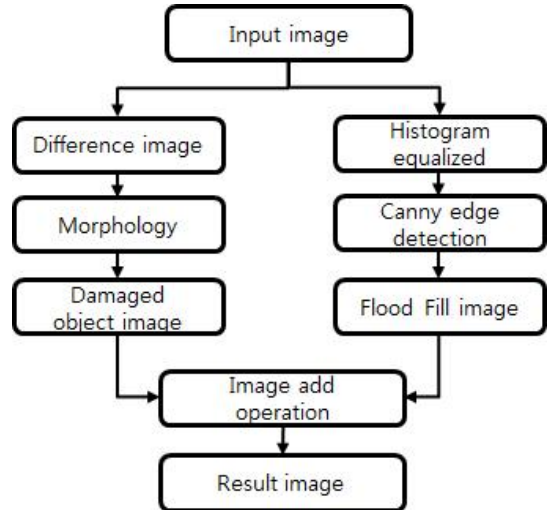 Input image
Difference image
Morphology
Damaged
object image
Histogram
equalized
Canny edge
detection
Flood Fill image
Image add
operation
Result image